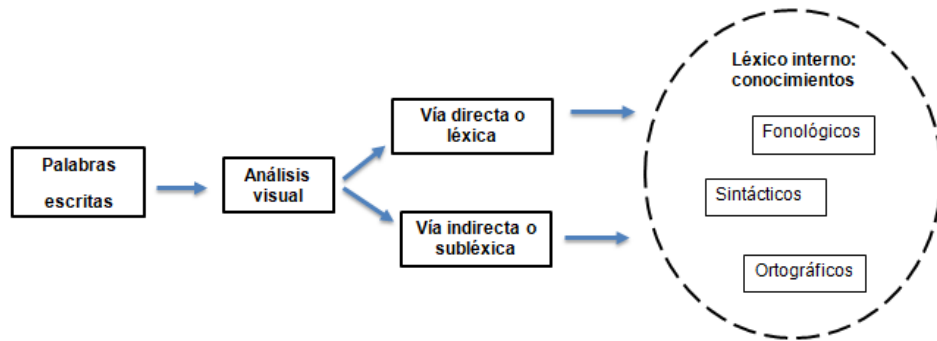 Palabras
escritas
Análisis
visual
Vía directa o
léxica
Vía indirecta o
subléxica
Léxico interno:
conocimientos
Fonológicos
Sintácticos
Ortográficos